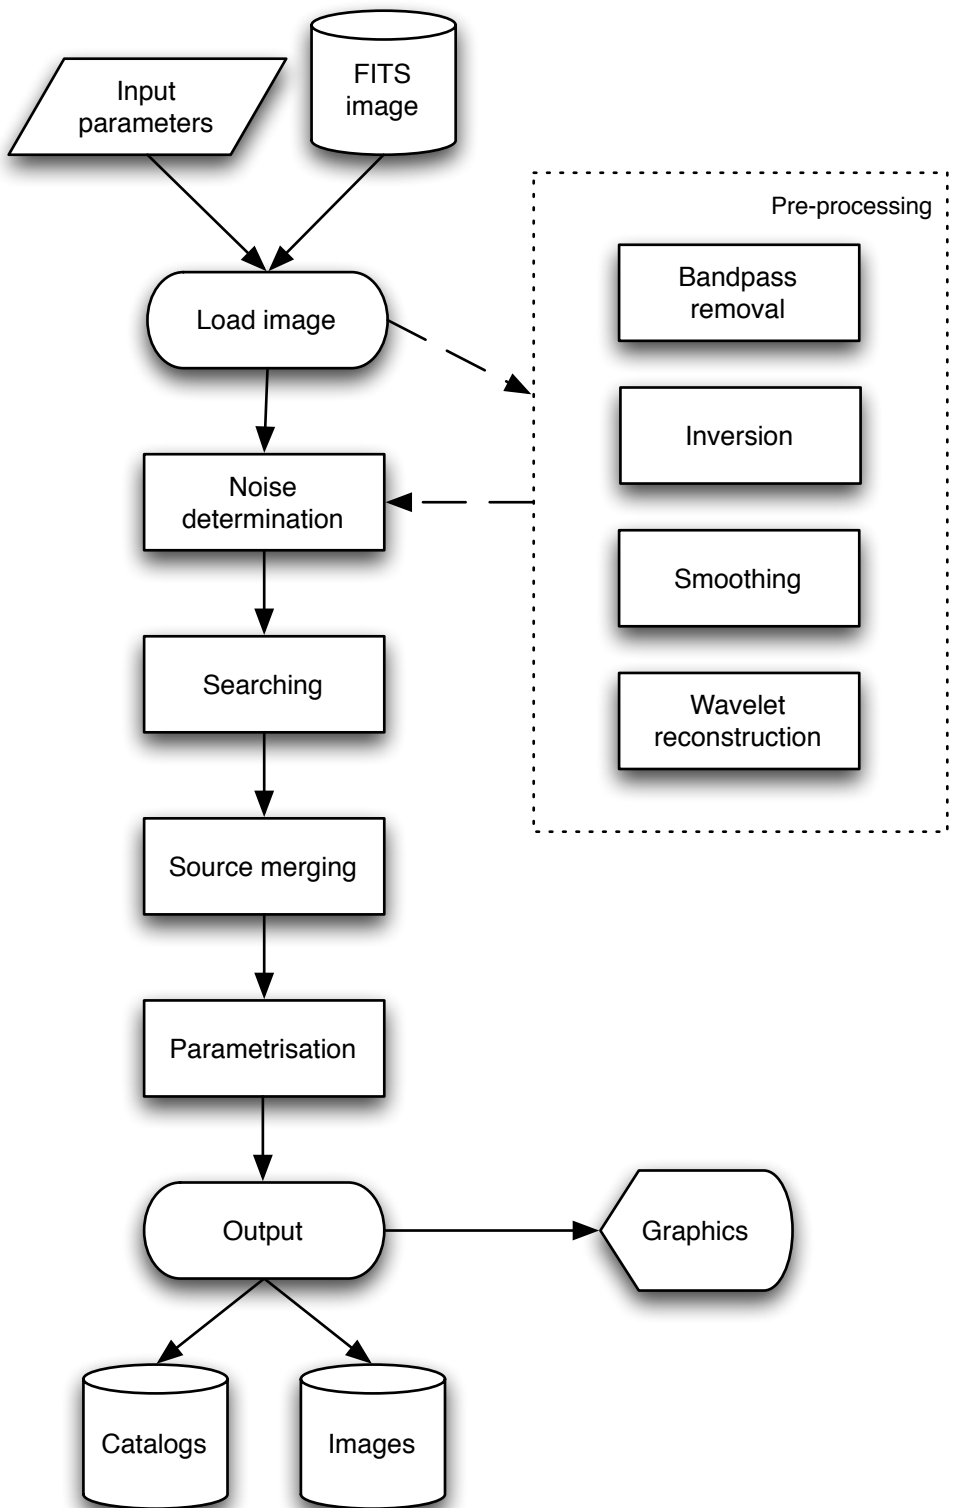 Input
parameters
FITS
image
Pre-processing
Bandpass
removal
Load image
Inversion
Noise
determination
Smoothing
Searching
Wavelet
reconstruction
Source merging
Parametrisation
Output
Graphics
Catalogs
Images